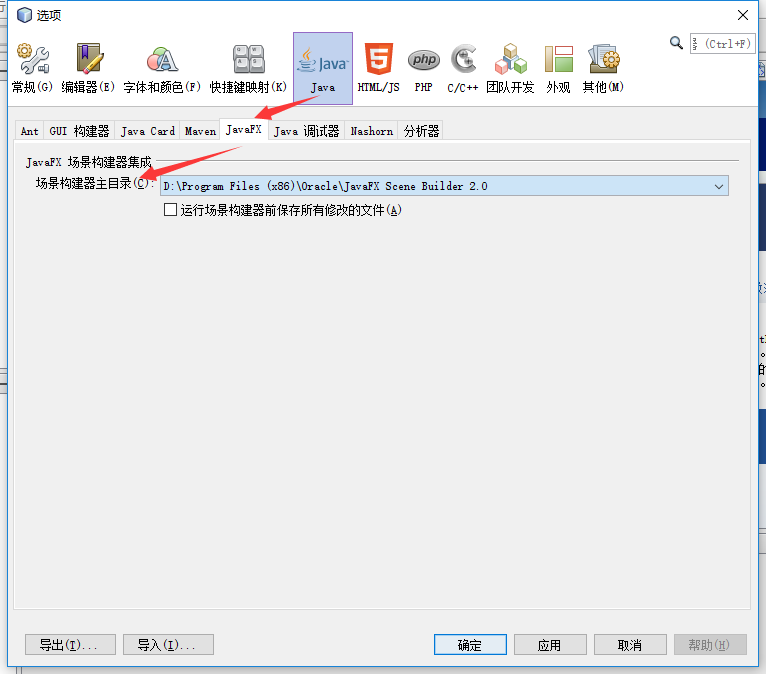 选项
(Ctrl+F)
常规(G) 编辑器(E) 字体和颜色(F) 快捷键映射(K) Java HTML/JS PHP C/C++ 团队开发 外观 其他(M)
Ant GUI 构建器 Java Card Maven JavaFX Java 调试器 Nashorn 分析器
JavaFX 场景构建器集成
场景构建器主目录(C): D:\Program Files (x86)\Oracle\JavaFX Scene Builder 2.0
运行场景构建器前保存所有修改的文件(A)
导出(T)... 导入(I)... 确定 应用 取消 帮助(H)